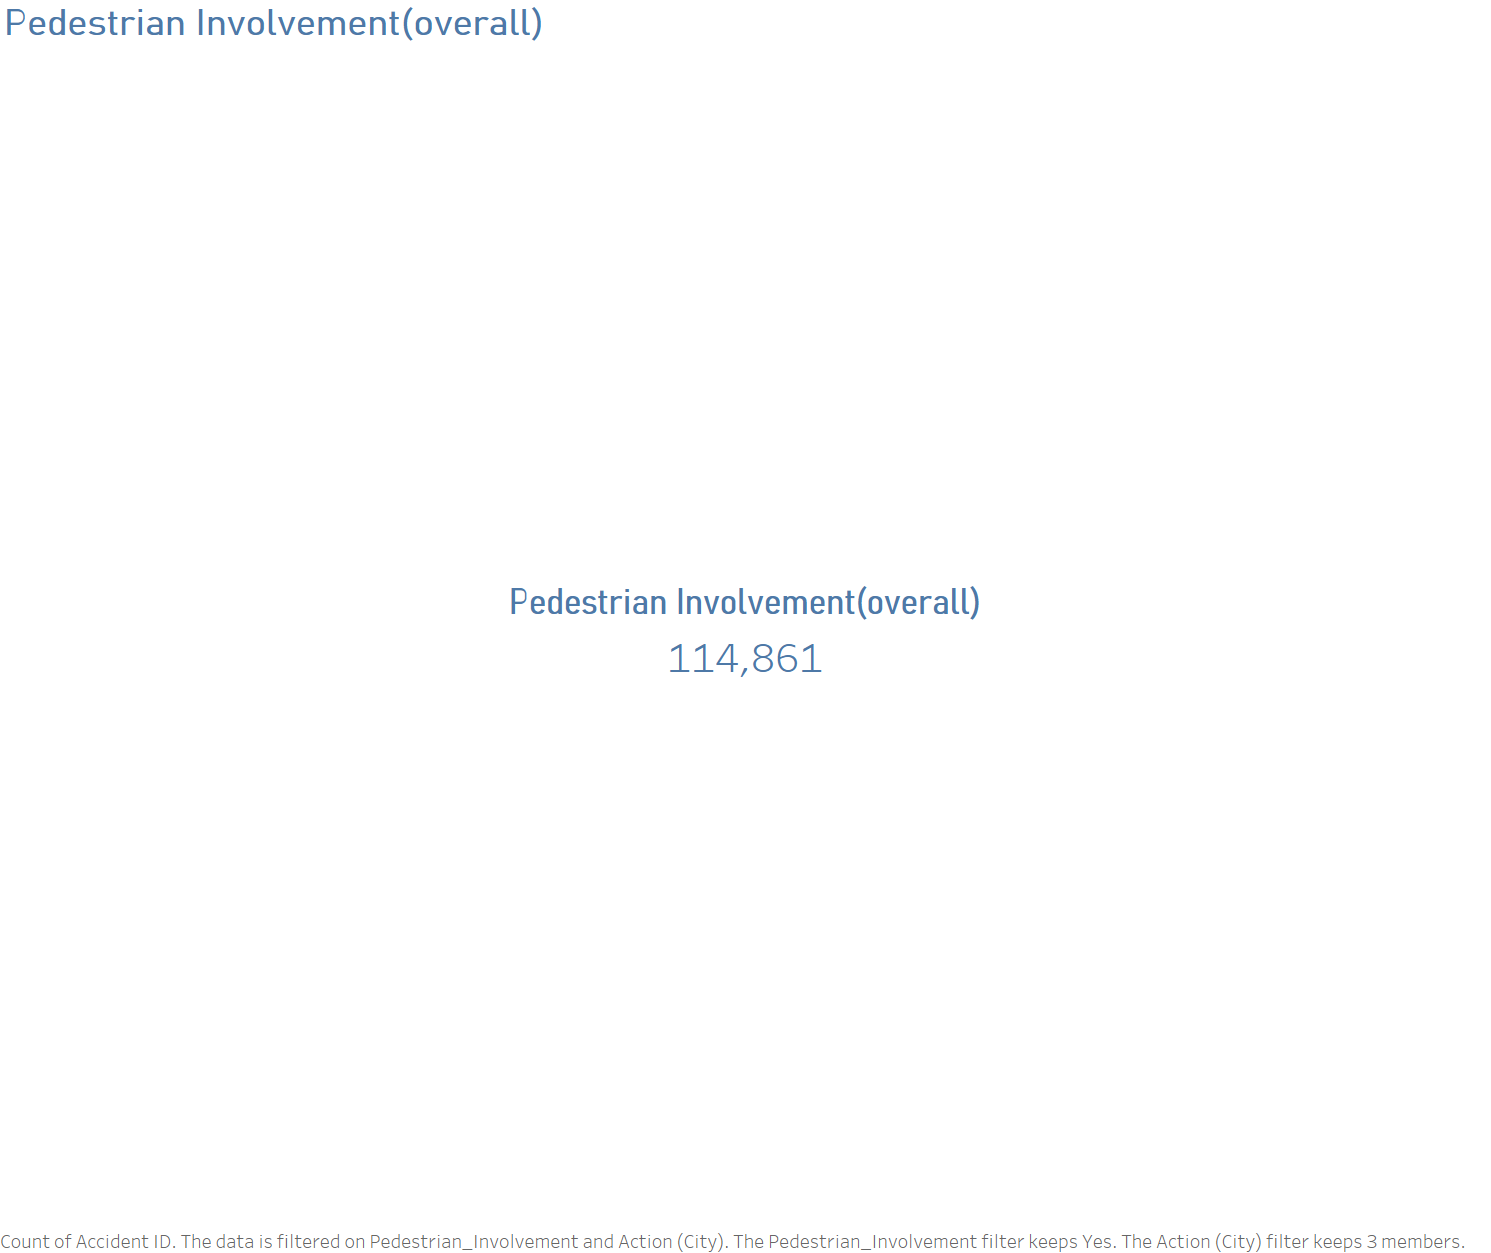 Pedestrian Involvement(overall)
Pedestrian Involvement(overall)
114,861
Count of Accident ID. The data is filtered on Pedestrian_Involvement and Action (City). The Pedestrian_Involvement filter keeps Yes. The Action (City) filter keeps 3 members.